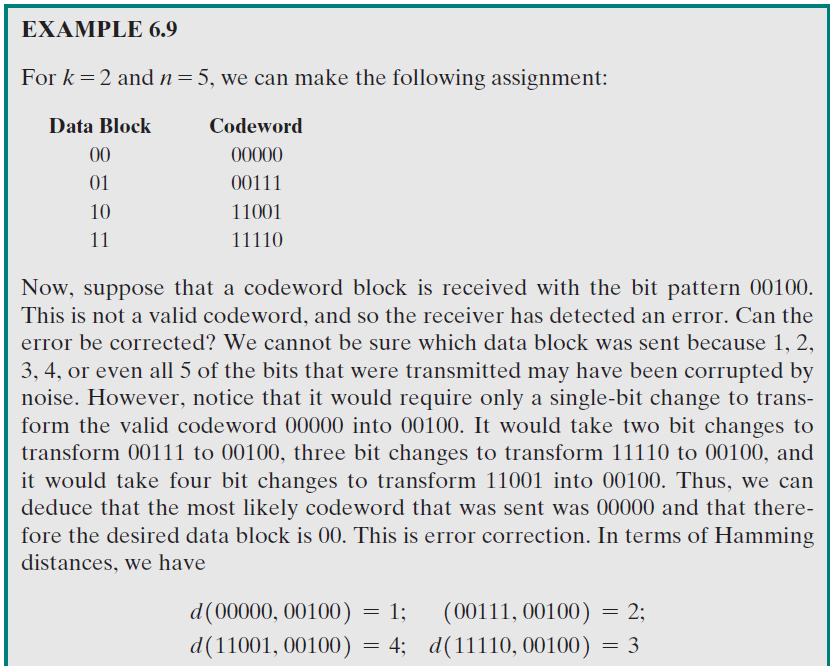 EXAMPLE 6.9
For k = 2 and n = 5, we can make the following assignment:
Data Block Codeword
00 00000
01 00111
10 11001
11 11110
Now, suppose that a codeword block is received with the bit pattern 00100.
This is not a valid codeword, and so the receiver has detected an error. Can the
error be corrected? We cannot be sure which data block was sent because 1, 2,
3, 4, or even all 5 of the bits that were transmitted may have been corrupted by
noise. However, notice that it would require only a single-bit change to trans-
form the valid codeword 00000 into 00100. It would take two bit changes to
transform 00111 to 00100, three bit changes to transform 11110 to 00100, and
it would take four bit changes to transform 11001 into 00100. Thus, we can
deduce that the most likely codeword that was sent was 00000 and that there-
fore the desired data block is 00. This is error correction. In terms of Hamming
distances, we have
d(00000, 00100) = 1; (00111, 00100) = 2;
d(11001, 00100) = 4; d(11110, 00100) = 3